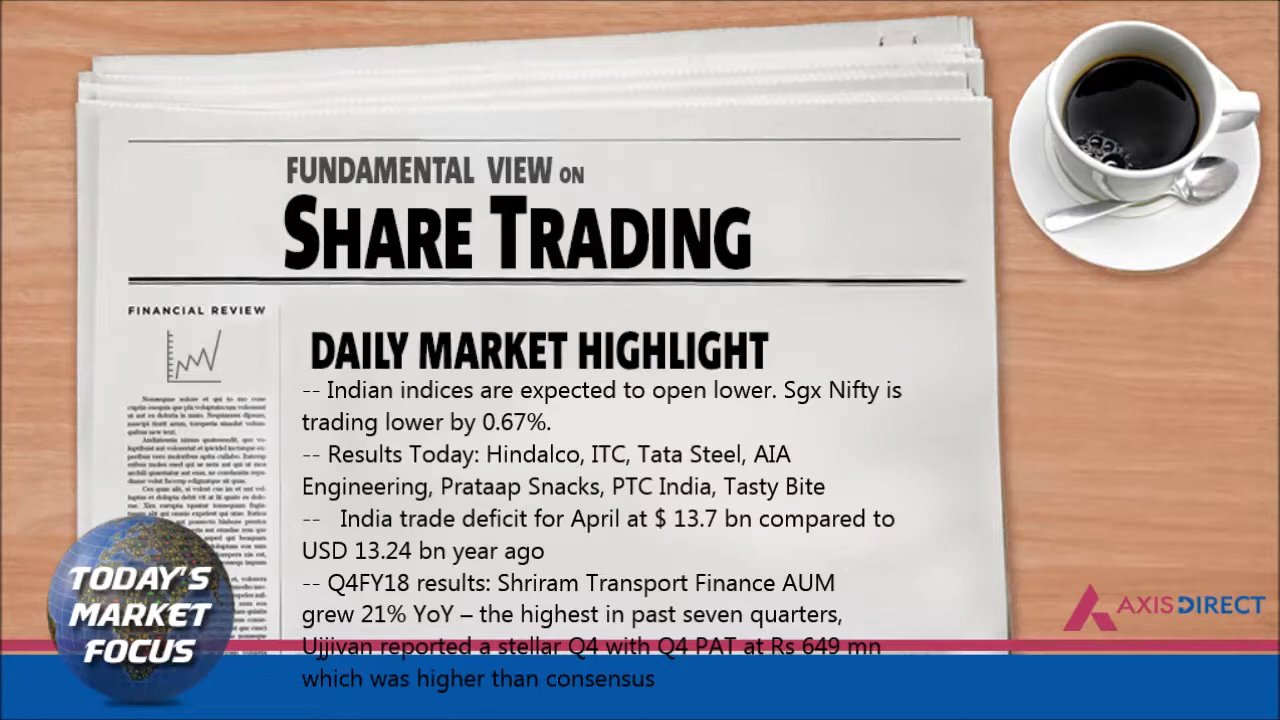 FUNDAMENTAL VIEW ON
SHARE TRADING
FINANCIAL REVIEW
DAILY MARKET HIGHLIGHT
-- Indian indices are expected to open lower. Sgx Nifty is
trading lower by 0.67%.
-- Results Today: Hindalco, ITC, Tata Steel, AIA
Engineering, Prataap Snacks, PTC India, Tasty Bite
-- India trade deficit for April at $ 13.7 bn compared to
USD 13.24 bn year ago
-- Q4FY18 results: Shriram Transport Finance AUM
grew 21% YoY – the highest in past seven quarters,
Ujjivan reported a stellar Q4 with Q4 PAT at Rs 649 mn
which was higher than consensus
TODAY'S
MARKET
FOCUS
AXIS DIRECT